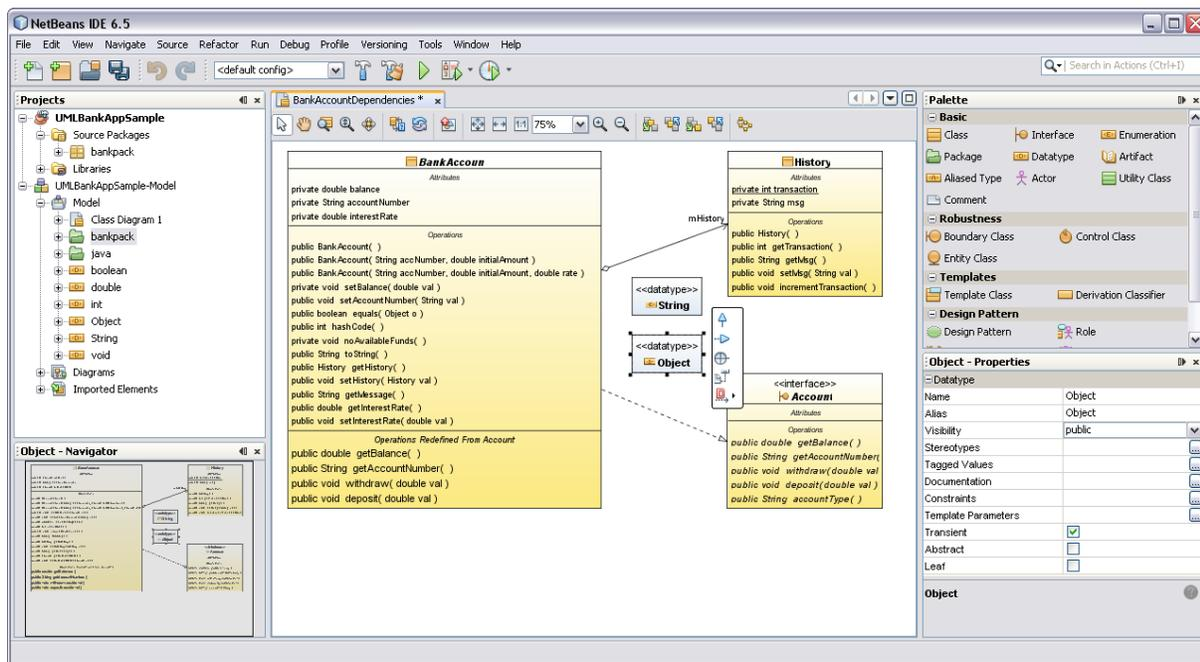 NetBeans IDE 6.5
File Edit View Navigate Source Refactor Run Debug Profile Versioning Tools Window Help
<default config>
Search in Actions (Ctrl+I)
Projects
UMLBankAppSample
Source Packages
bankpack
Libraries
UMLBankAppSample-Model
Model
Class Diagram 1
bankpack
java
boolean
double
int
Object
String
void
Diagrams
Imported Elements
Object - Navigator
BankAccountDependencies *
75%
BankAccoun
Attributes
private double balance
private String accountNumber
private double interestRate
Operations
public BankAccount( )
public BankAccount( String accNumber, double initialAmount )
public BankAccount( String accNumber, double initialAmount, double rate )
private void setBalance( double val )
public void setAccountNumber( String val )
public boolean equals( Object o )
public int hashCode( )
private void noAvailableFunds( )
public String toString( )
public History getHistory( )
public void setHistory( History val )
public String getMessage( )
public double getInterestRate( )
public void setInterestRate( double val )
Operations Redefined From Account
public double getBalance( )
public String getAccountNumber( )
public void withdraw( double val )
public void deposit( double val )
mHistory
History
Attributes
private int transaction
private String msg
Operations
public History( )
public int getTransaction( )
public String getMsg( )
public void setMsg( String val )
public void incrementTransaction( )
<<datatype>>
String
<<datatype>>
Object
<<interface>>
Account
Attributes
Operations
public double getBalance( )
public String getAccountNumber(
public void withdraw( double val
public void deposit( double val
public String accountType( )
Palette
Basic
Class Interface Enumeration
Package Datatype Artifact
Aliased Type Actor Utility Class
Comment
Robustness
Boundary Class Control Class
Entity Class
Templates
Template Class Derivation Classifier
Design Pattern
Design Pattern Role
Object - Properties
Datatype
Name Object
Alias Object
Visibility public
Stereotypes
Tagged Values
Documentation
Constraints
Template Parameters
Transient
Abstract
Leaf
Object